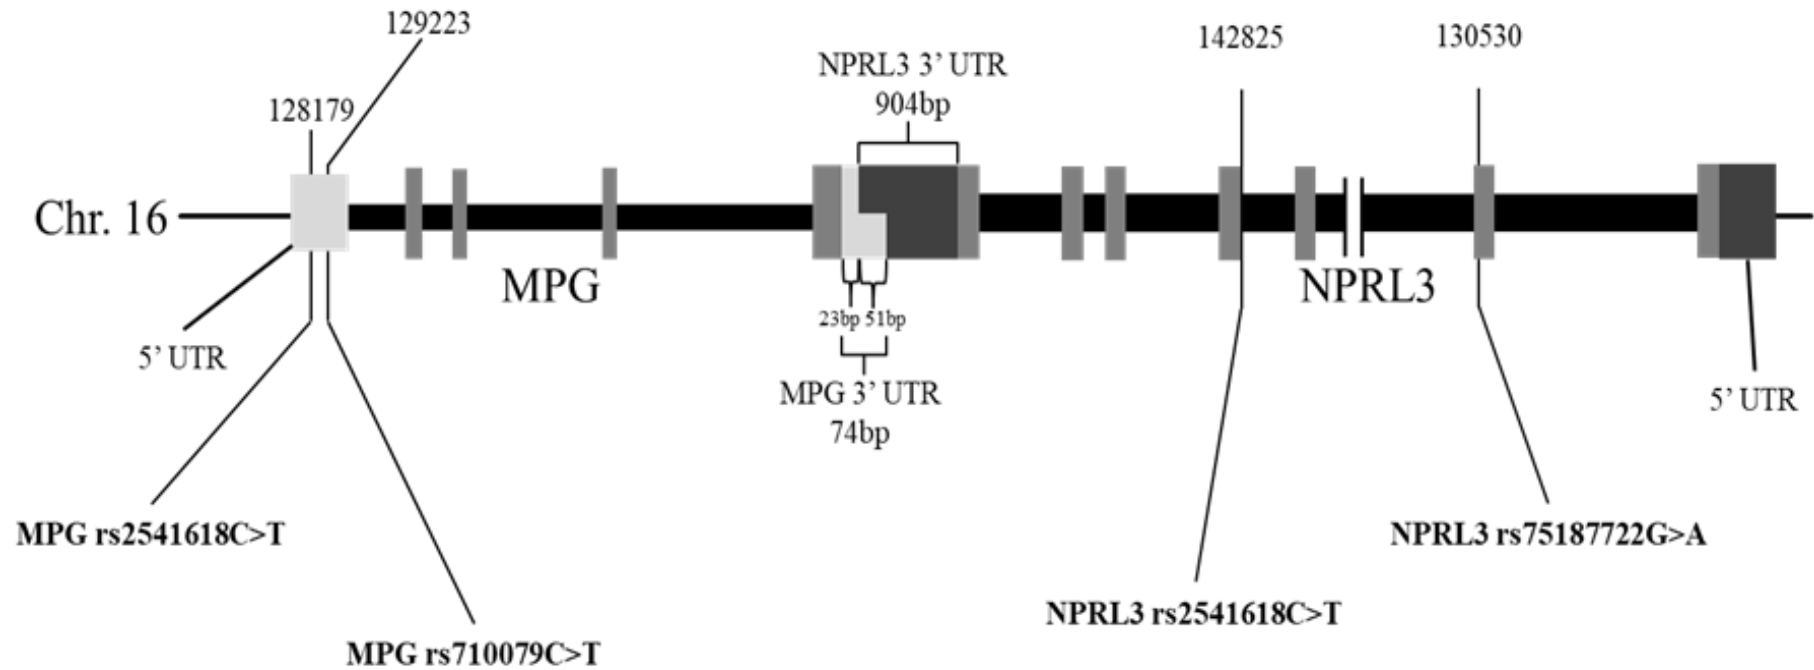 129223
142825
130530
NPRL3 3’ UTR
904bp
128179
Chr. 16
MPG
NPRL3
23bp 51bp
5’ UTR
MPG 3’ UTR
74bp
5’ UTR
MPG rs2541618C>T
NPRL3 rs75187722G>A
NPRL3 rs2541618C>T
MPG rs710079C>T